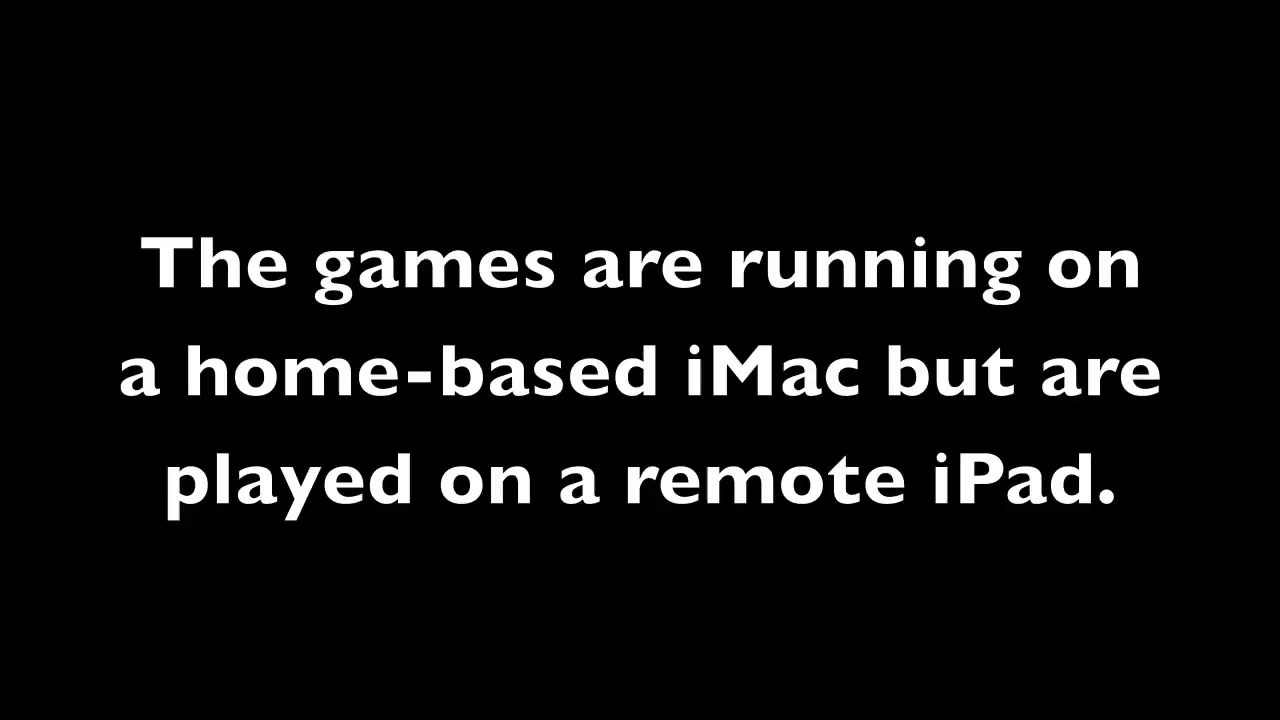 The games are running on
a home-based iMac but are
played on a remote iPad.